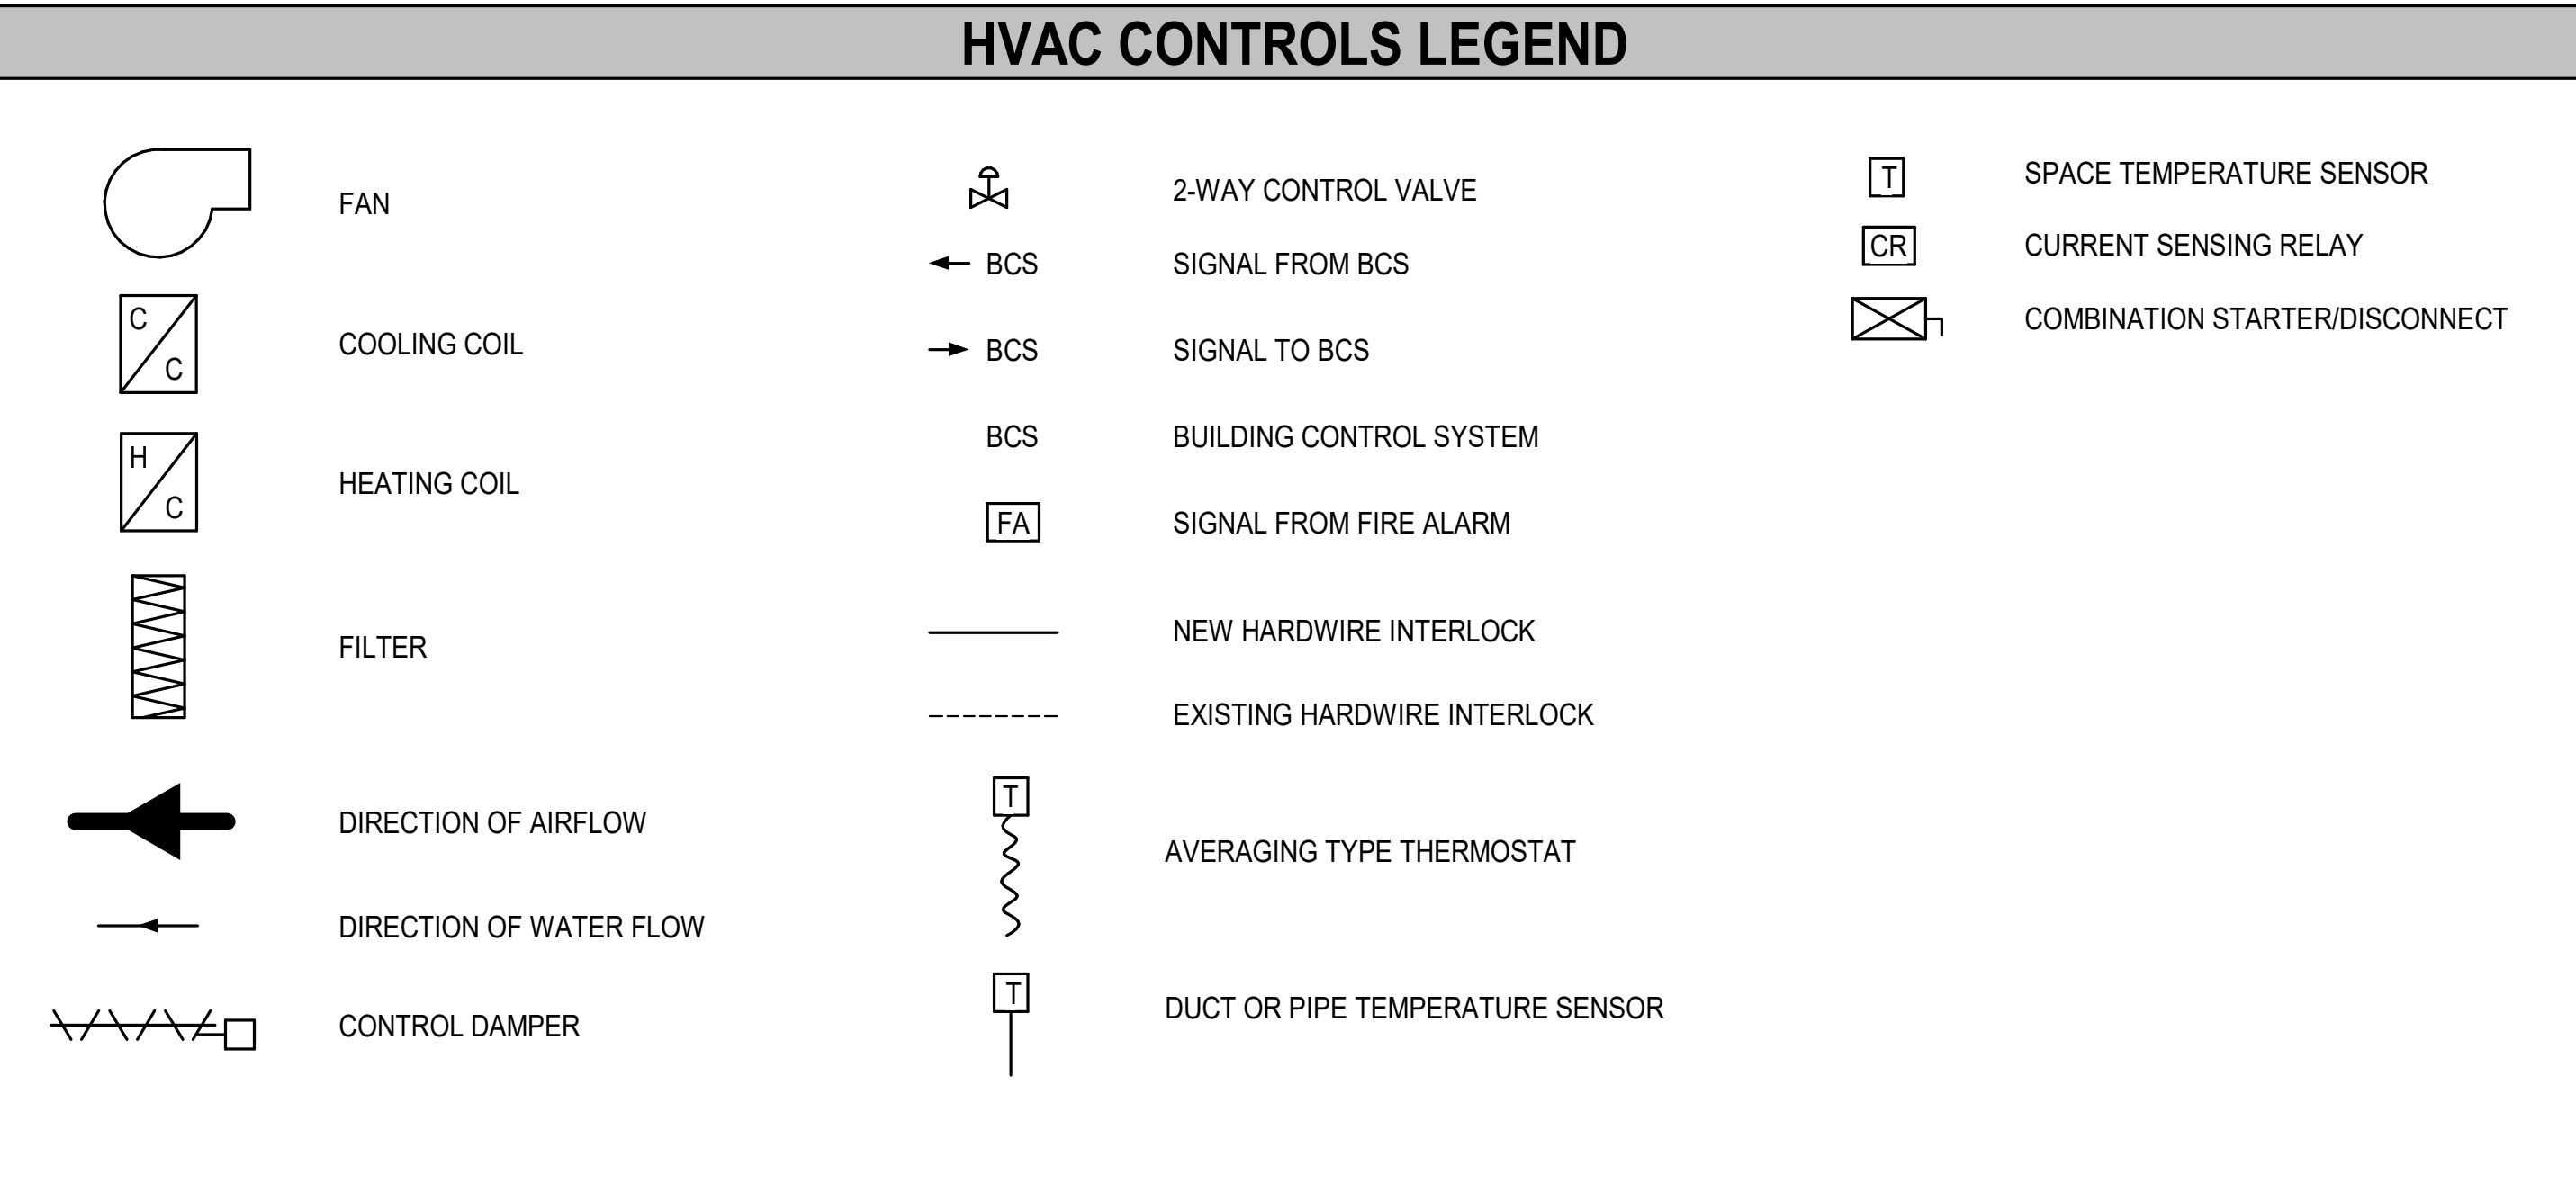 HVAC CONTROLS LEGEND
FAN
C
C
COOLING COIL
H
C
HEATING COIL
FILTER
DIRECTION OF AIRFLOW
DIRECTION OF WATER FLOW
CONTROL DAMPER
2-WAY CONTROL VALVE
BCS SIGNAL FROM BCS
BCS SIGNAL TO BCS
BCS BUILDING CONTROL SYSTEM
FA SIGNAL FROM FIRE ALARM
NEW HARDWIRE INTERLOCK
EXISTING HARDWIRE INTERLOCK
T
AVERAGING TYPE THERMOSTAT
T
DUCT OR PIPE TEMPERATURE SENSOR
T SPACE TEMPERATURE SENSOR
CR CURRENT SENSING RELAY
COMBINATION STARTER/DISCONNECT